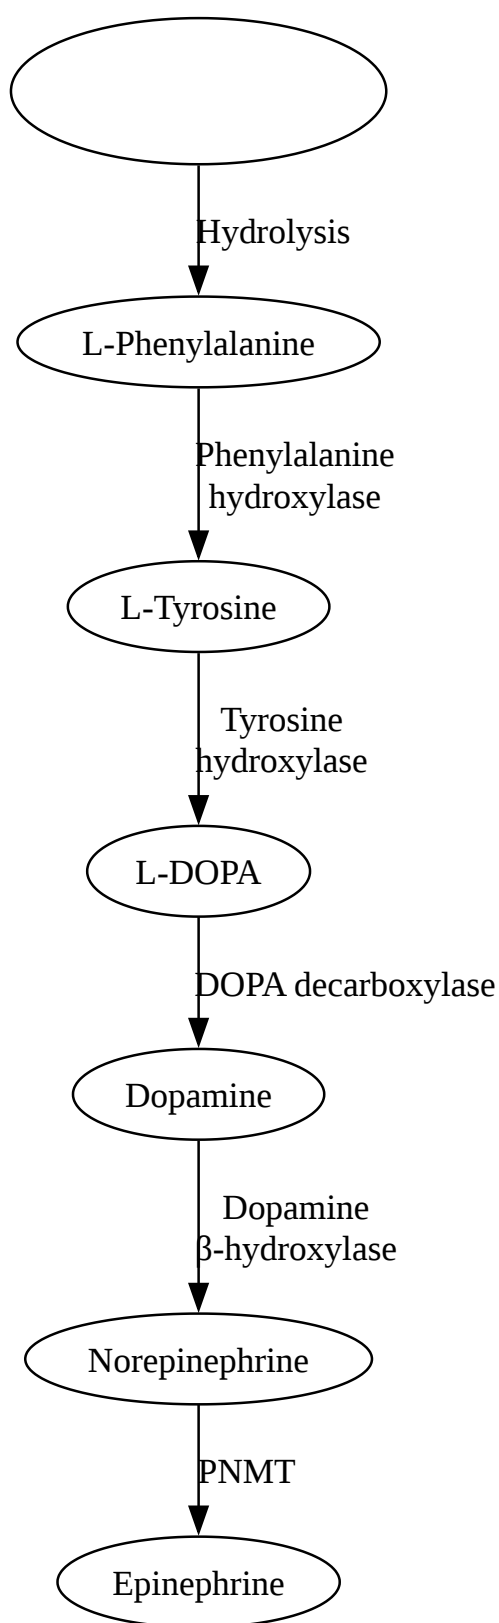 Hydrolysis
L-Phenylalanine
Phenylalanine
hydroxylase
L-Tyrosine
Tyrosine
hydroxylase
L-DOPA
DOPA decarboxylase
Dopamine
Dopamine
β-hydroxylase
Norepinephrine
PNMT
Epinephrine